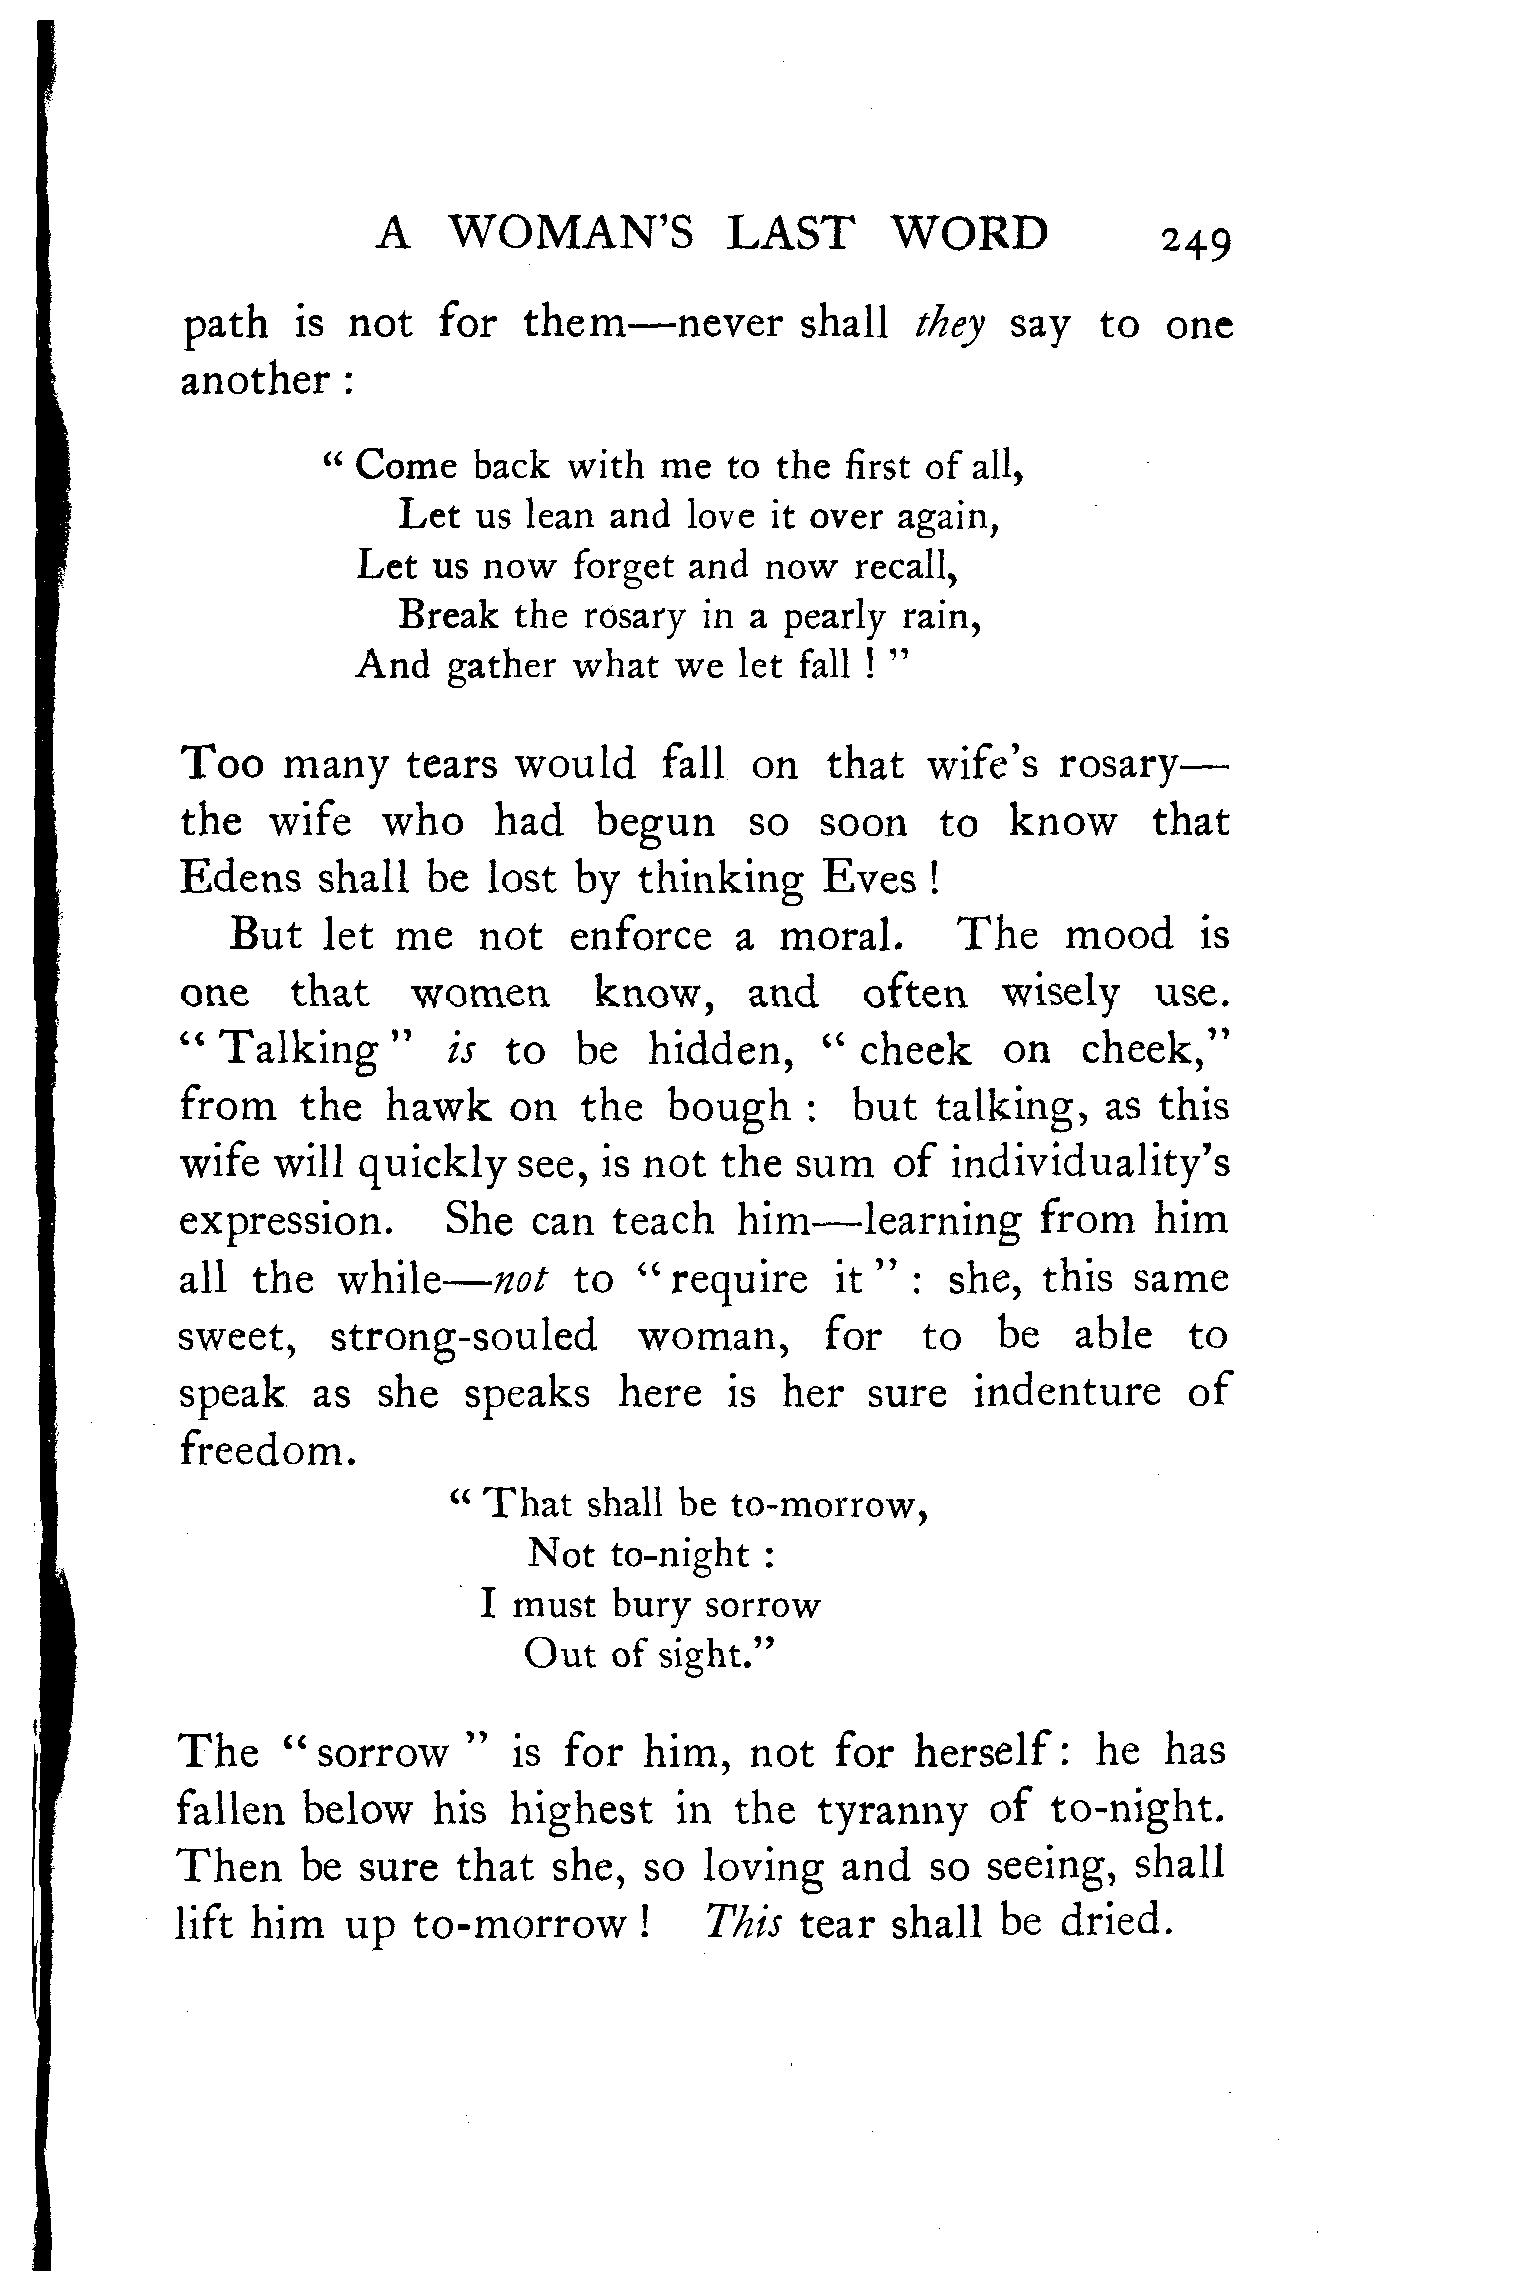 A WOMAN'S LAST WORD 249
path is not for them—never shall they say to one
another :
“ Come back with me to the first of all,
Let us lean and love it over again,
Let us now forget and now recall,
Break the rosary in a pearly rain,
And gather what we let fall ! ”
Too many tears would fall on that wife's rosary—
the wife who had begun so soon to know that
Edens shall be lost by thinking Eves !
But let me not enforce a moral. The mood is
one that women know, and often wisely use.
“ Talking ” is to be hidden, “ cheek on cheek,”
from the hawk on the bough : but talking, as this
wife will quickly see, is not the sum of individuality's
expression. She can teach him—learning from him
all the while—not to “ require it ” : she, this same
sweet, strong-souled woman, for to be able to
speak as she speaks here is her sure indenture of
freedom.
“ That shall be to-morrow,
Not to-night :
I must bury sorrow
Out of sight.”
The “ sorrow ” is for him, not for herself : he has
fallen below his highest in the tyranny of to-night.
Then be sure that she, so loving and so seeing, shall
lift him up to-morrow ! This tear shall be dried.